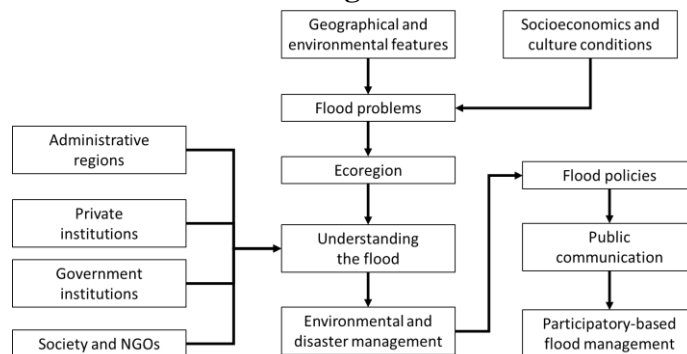 Geographical and
environmental features
Socioeconomics and
culture conditions
Flood problems
Administrative
regions
Ecoregion
Flood policies
Private
institutions
Understanding
the flood
Public
communication
Government
institutions
Environmental and
disaster management
Participatory-based
flood management
Society and NGOs